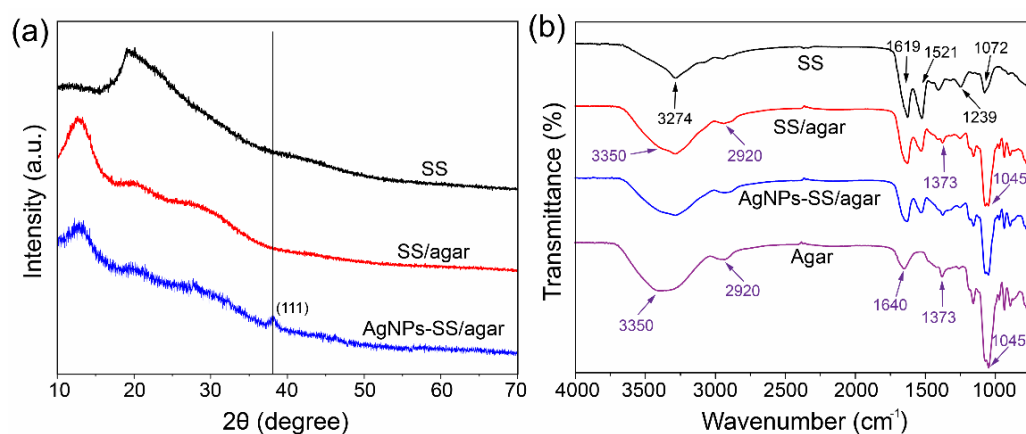 (a)
Intensity (a.u.)
SS
SS/agar
(111)
AgNPs-SS/agar
10 20 30 40 50 60 70
2θ (degree)
(b)
Transmittance (%)
1619 1521 1072
SS
3274
1239
SS/agar
3350 2920 1373 1045
AgNPs-SS/agar
Agar
3350 2920 1640 1373 1045
4000 3500 3000 2500 2000 1500 1000
Wavenumber (cm⁻¹)